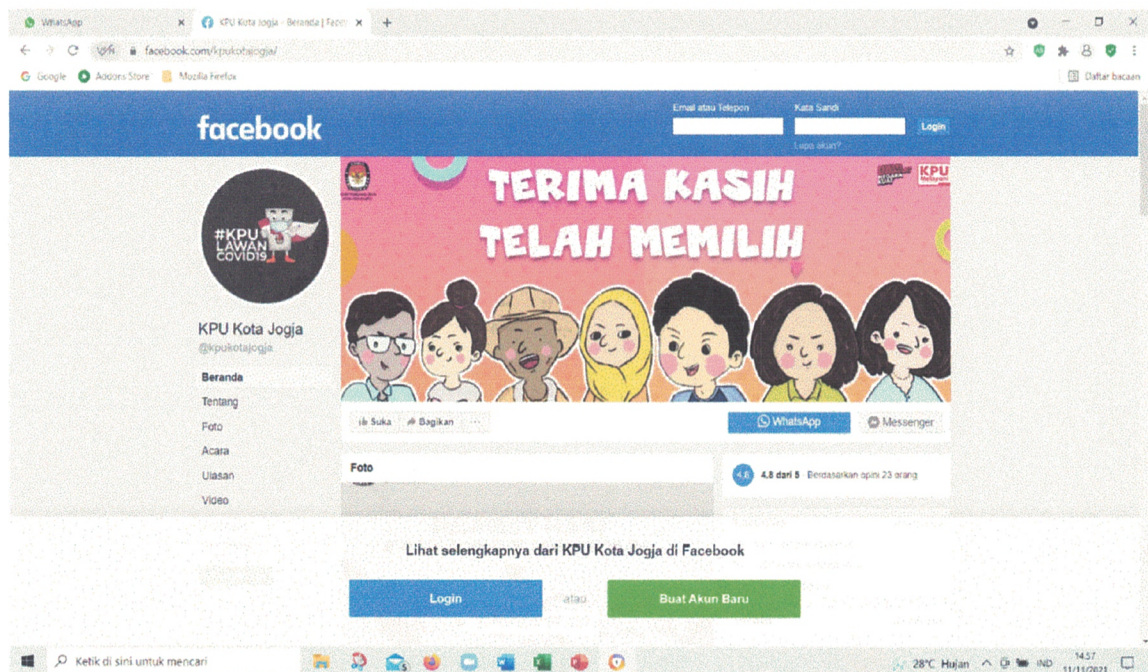 WhatsApp
KPU Kota Jogja - Beranda | Faceb
facebook.com/kpukotajogja/
Google
Addons Store
Mozilla Firefox
Daftar bacaan
facebook
Email atau Telepon
Kata Sandi
Login
Lupa akun?
TERIMA KASIH
TELAH MEMILIH
KPU
#KPU
LAWAN
COVID19
KPU Kota Jogja
@kpukotajogja
Beranda
Tentang
Foto
Acara
Ulasan
Video
Suka
Bagikan
WhatsApp
Messenger
Foto
4,8
4,8 dari 5 · Berdasarkan opini 23 orang
Lihat selengkapnya dari KPU Kota Jogja di Facebook
Login
atau
Buat Akun Baru
Ketik di sini untuk mencari
28°C Hujan
IND
14.57
11/11/2021